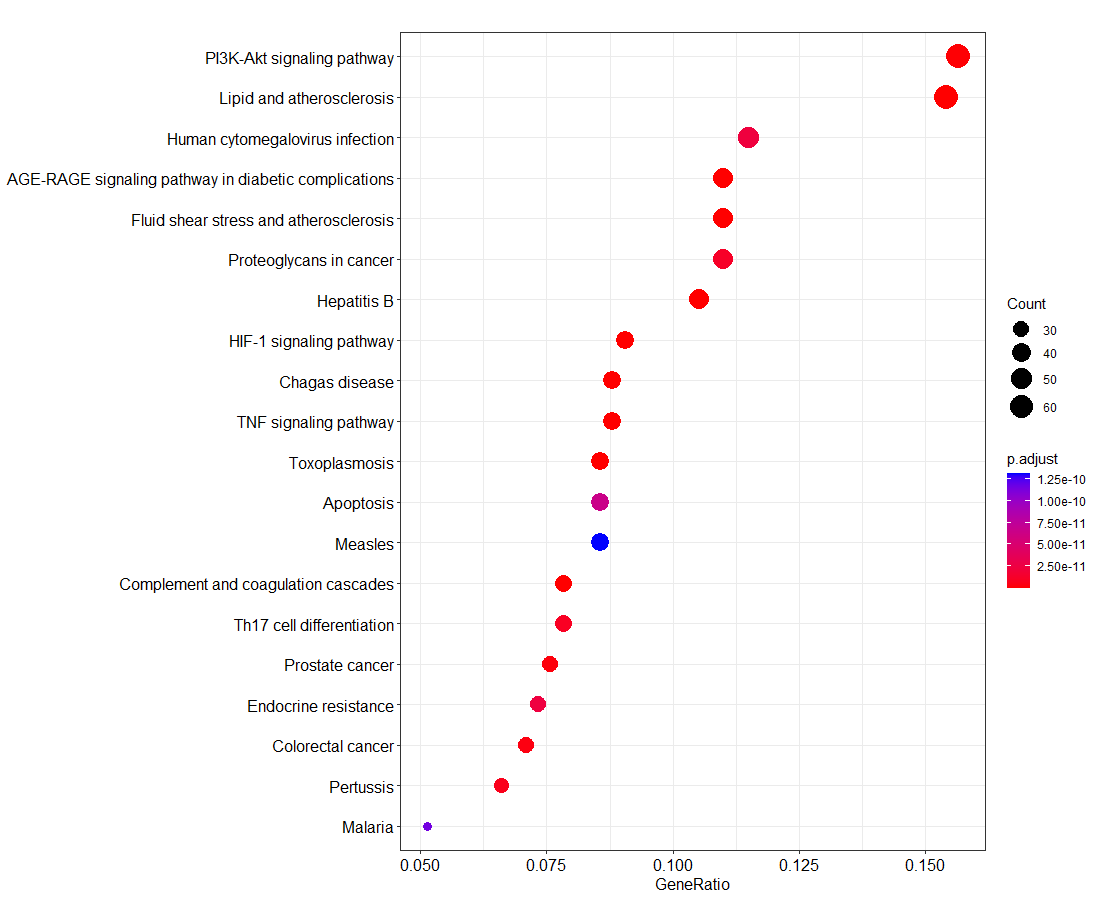 PI3K-Akt signaling pathway
Lipid and atherosclerosis
Human cytomegalovirus infection
AGE-RAGE signaling pathway in diabetic complications
Fluid shear stress and atherosclerosis
Proteoglycans in cancer
Hepatitis B
HIF-1 signaling pathway
Chagas disease
TNF signaling pathway
Toxoplasmosis
Apoptosis
Measles
Complement and coagulation cascades
Th17 cell differentiation
Prostate cancer
Endocrine resistance
Colorectal cancer
Pertussis
Malaria
0.050 0.075 0.100 0.125 0.150
GeneRatio
Count
30
40
50
60
p.adjust
1.25e-10
1.00e-10
7.50e-11
5.00e-11
2.50e-11